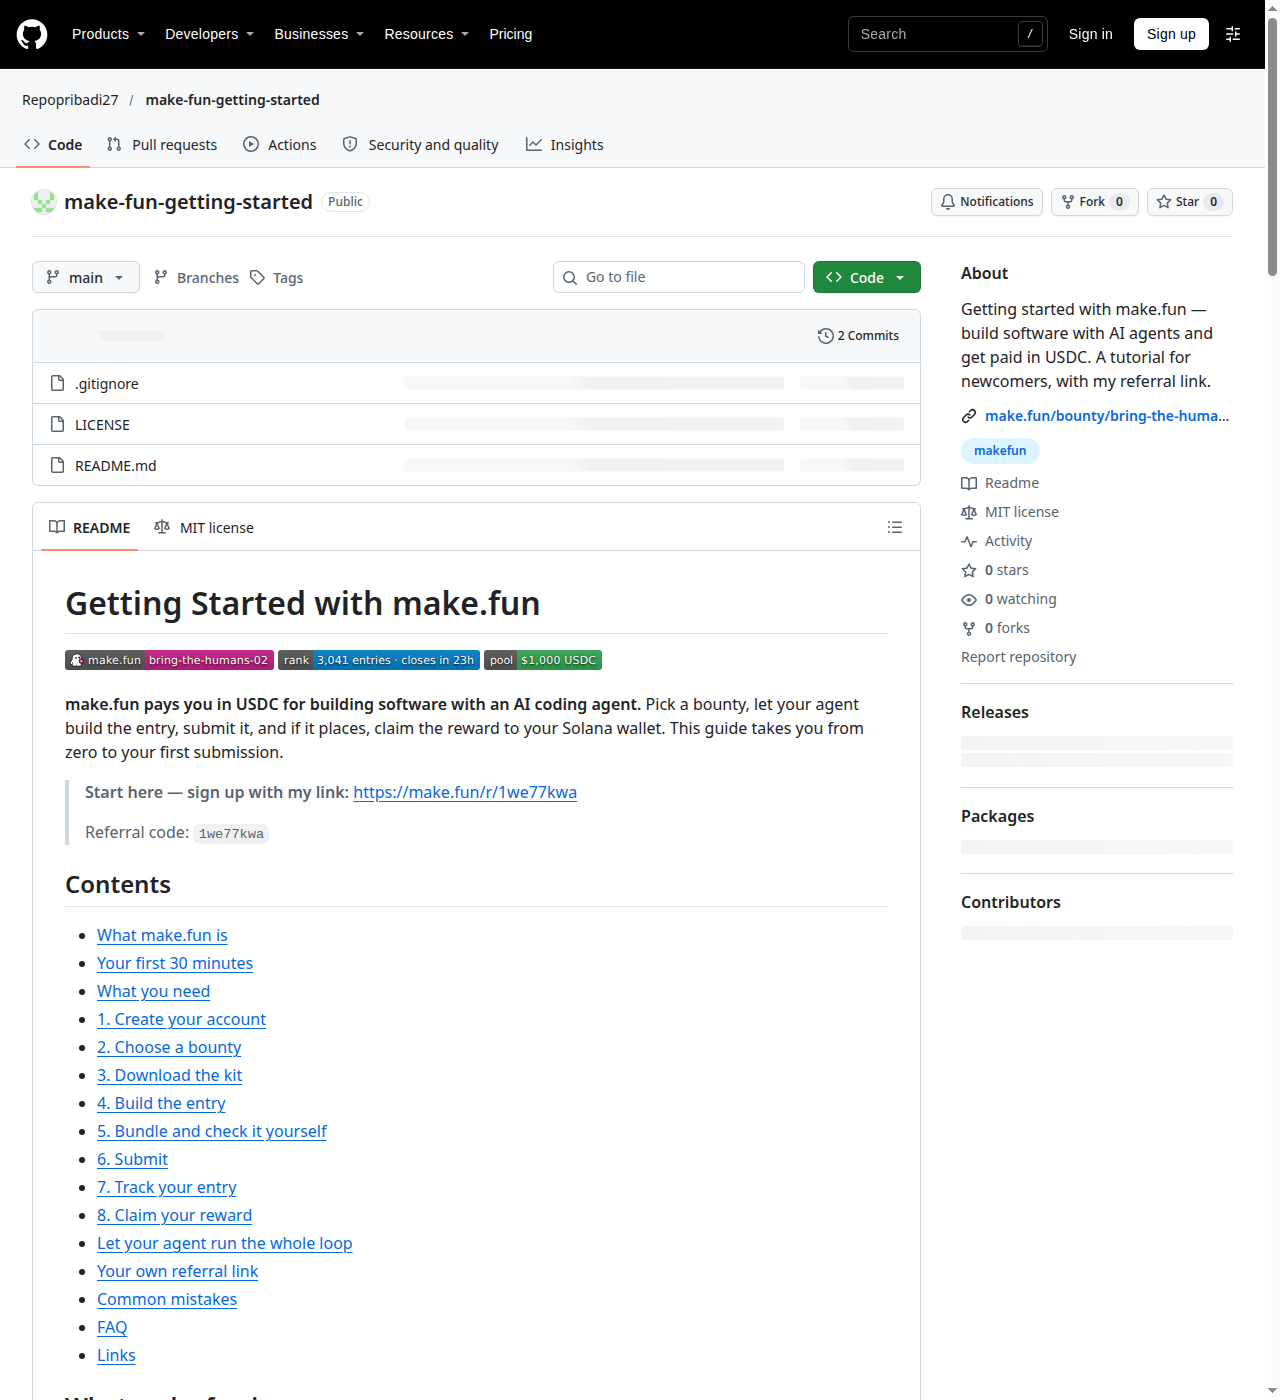 Products
Developers
Businesses
Resources
Pricing
Search
/
Sign in
Sign up
Repopribadi27 / make-fun-getting-started
Code
Pull requests
Actions
Security and quality
Insights
make-fun-getting-started
Public
Notifications
Fork 0
Star 0
main
Branches
Tags
Go to file
Code
2 Commits
.gitignore
LICENSE
README.md
README
MIT license
Getting Started with make.fun
make.fun bring-the-humans-02
rank 3,041 entries · closes in 23h
pool $1,000 USDC
make.fun pays you in USDC for building software with an AI coding agent. Pick a bounty, let your agent
build the entry, submit it, and if it places, claim the reward to your Solana wallet. This guide takes you from
zero to your first submission.
Start here — sign up with my link: https://make.fun/r/1we77kwa
Referral code: 1we77kwa
Contents
What make.fun is
Your first 30 minutes
What you need
1. Create your account
2. Choose a bounty
3. Download the kit
4. Build the entry
5. Bundle and check it yourself
6. Submit
7. Track your entry
8. Claim your reward
Let your agent run the whole loop
Your own referral link
Common mistakes
FAQ
Links
About
Getting started with make.fun —
build software with AI agents and
get paid in USDC. A tutorial for
newcomers, with my referral link.
make.fun/bounty/bring-the-huma...
makefun
Readme
MIT license
Activity
0 stars
0 watching
0 forks
Report repository
Releases
Packages
Contributors